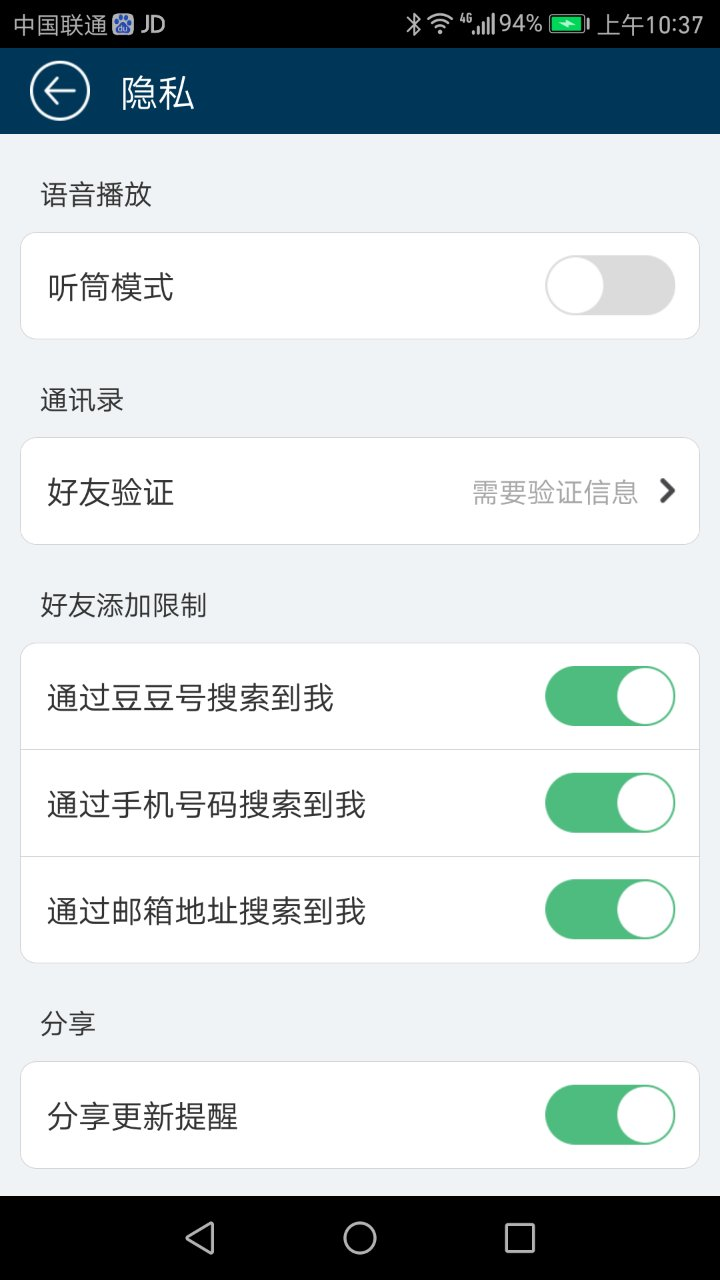 中国联通 du JD 4G 94% 上午10:37
隐私
语音播放
听筒模式
通讯录
好友验证 需要验证信息
好友添加限制
通过豆豆号搜索到我
通过手机号码搜索到我
通过邮箱地址搜索到我
分享
分享更新提醒